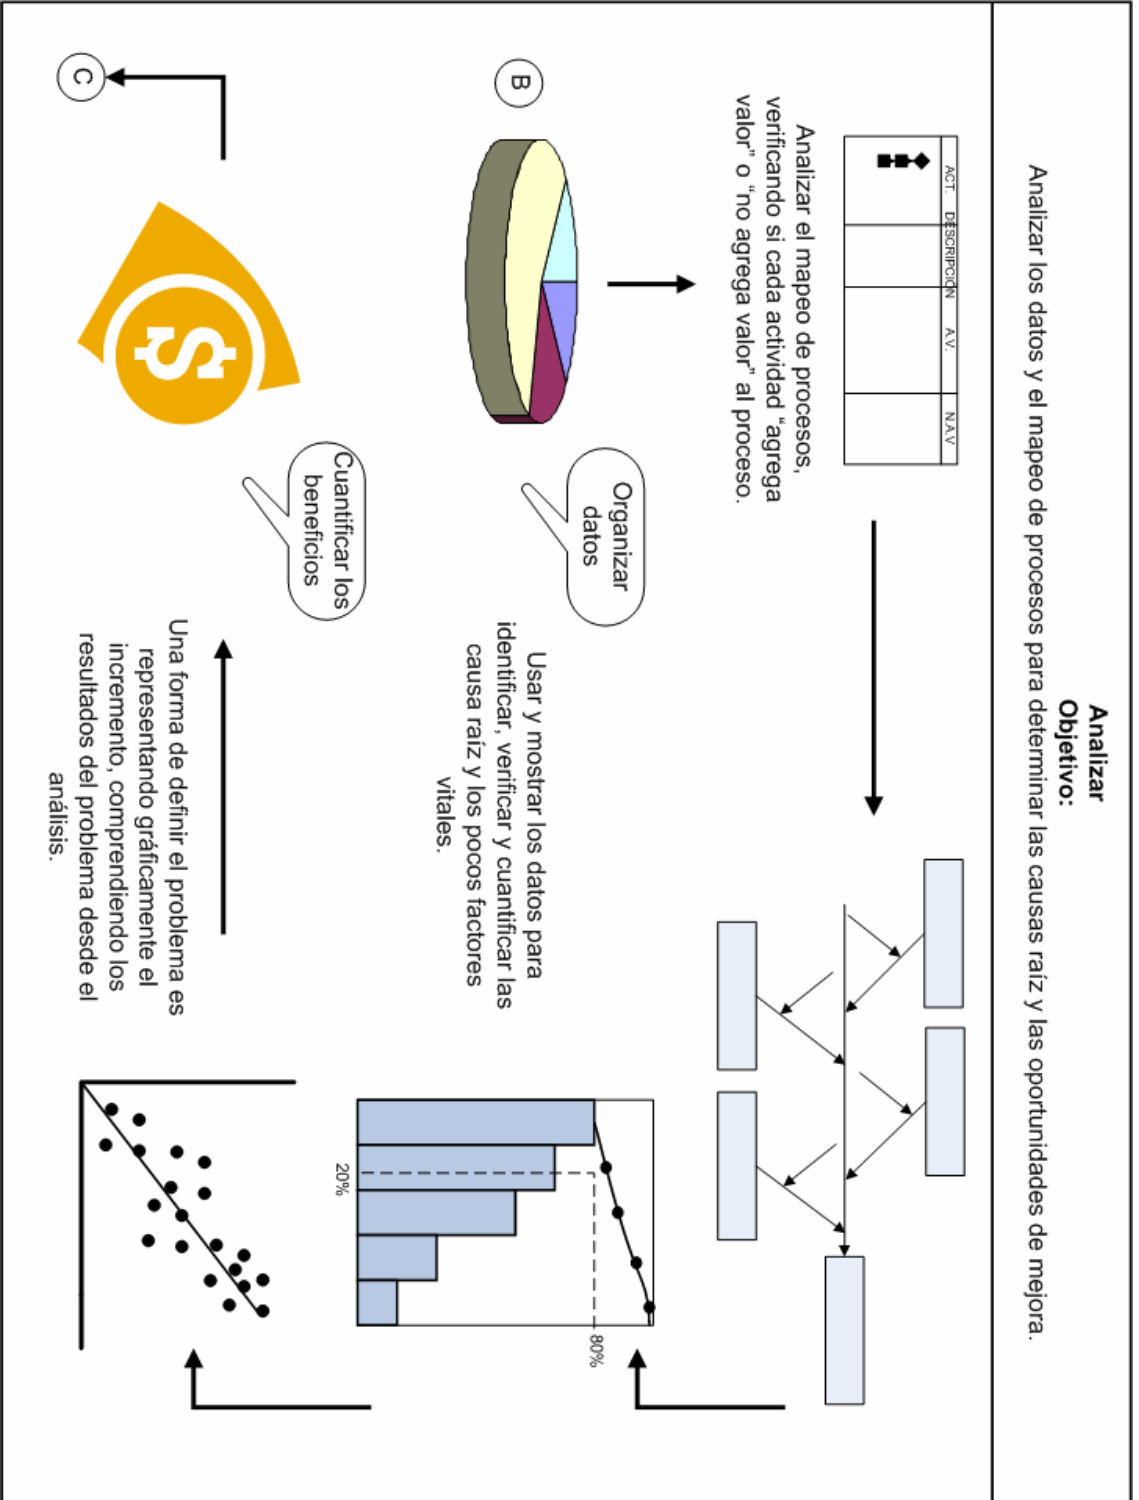 Analizar
Objetivo:
Analizar los datos y el mapeo de procesos para determinar las causas raíz y las oportunidades de mejora.
ACT. DESCRIPCIÓN A.V. N.A.V
Analizar el mapeo de procesos,
verificando si cada actividad “agrega
valor” o “no agrega valor” al proceso.
B
Organizar
datos
Usar y mostrar los datos para
identificar, verificar y cuantificar las
causa raíz y los pocos factores
vitales.
80%
20%
Cuantificar los
beneficios
$
Una forma de definir el problema es
representando gráficamente el
incremento, comprendiendo los
resultados del problema desde el
análisis.
C